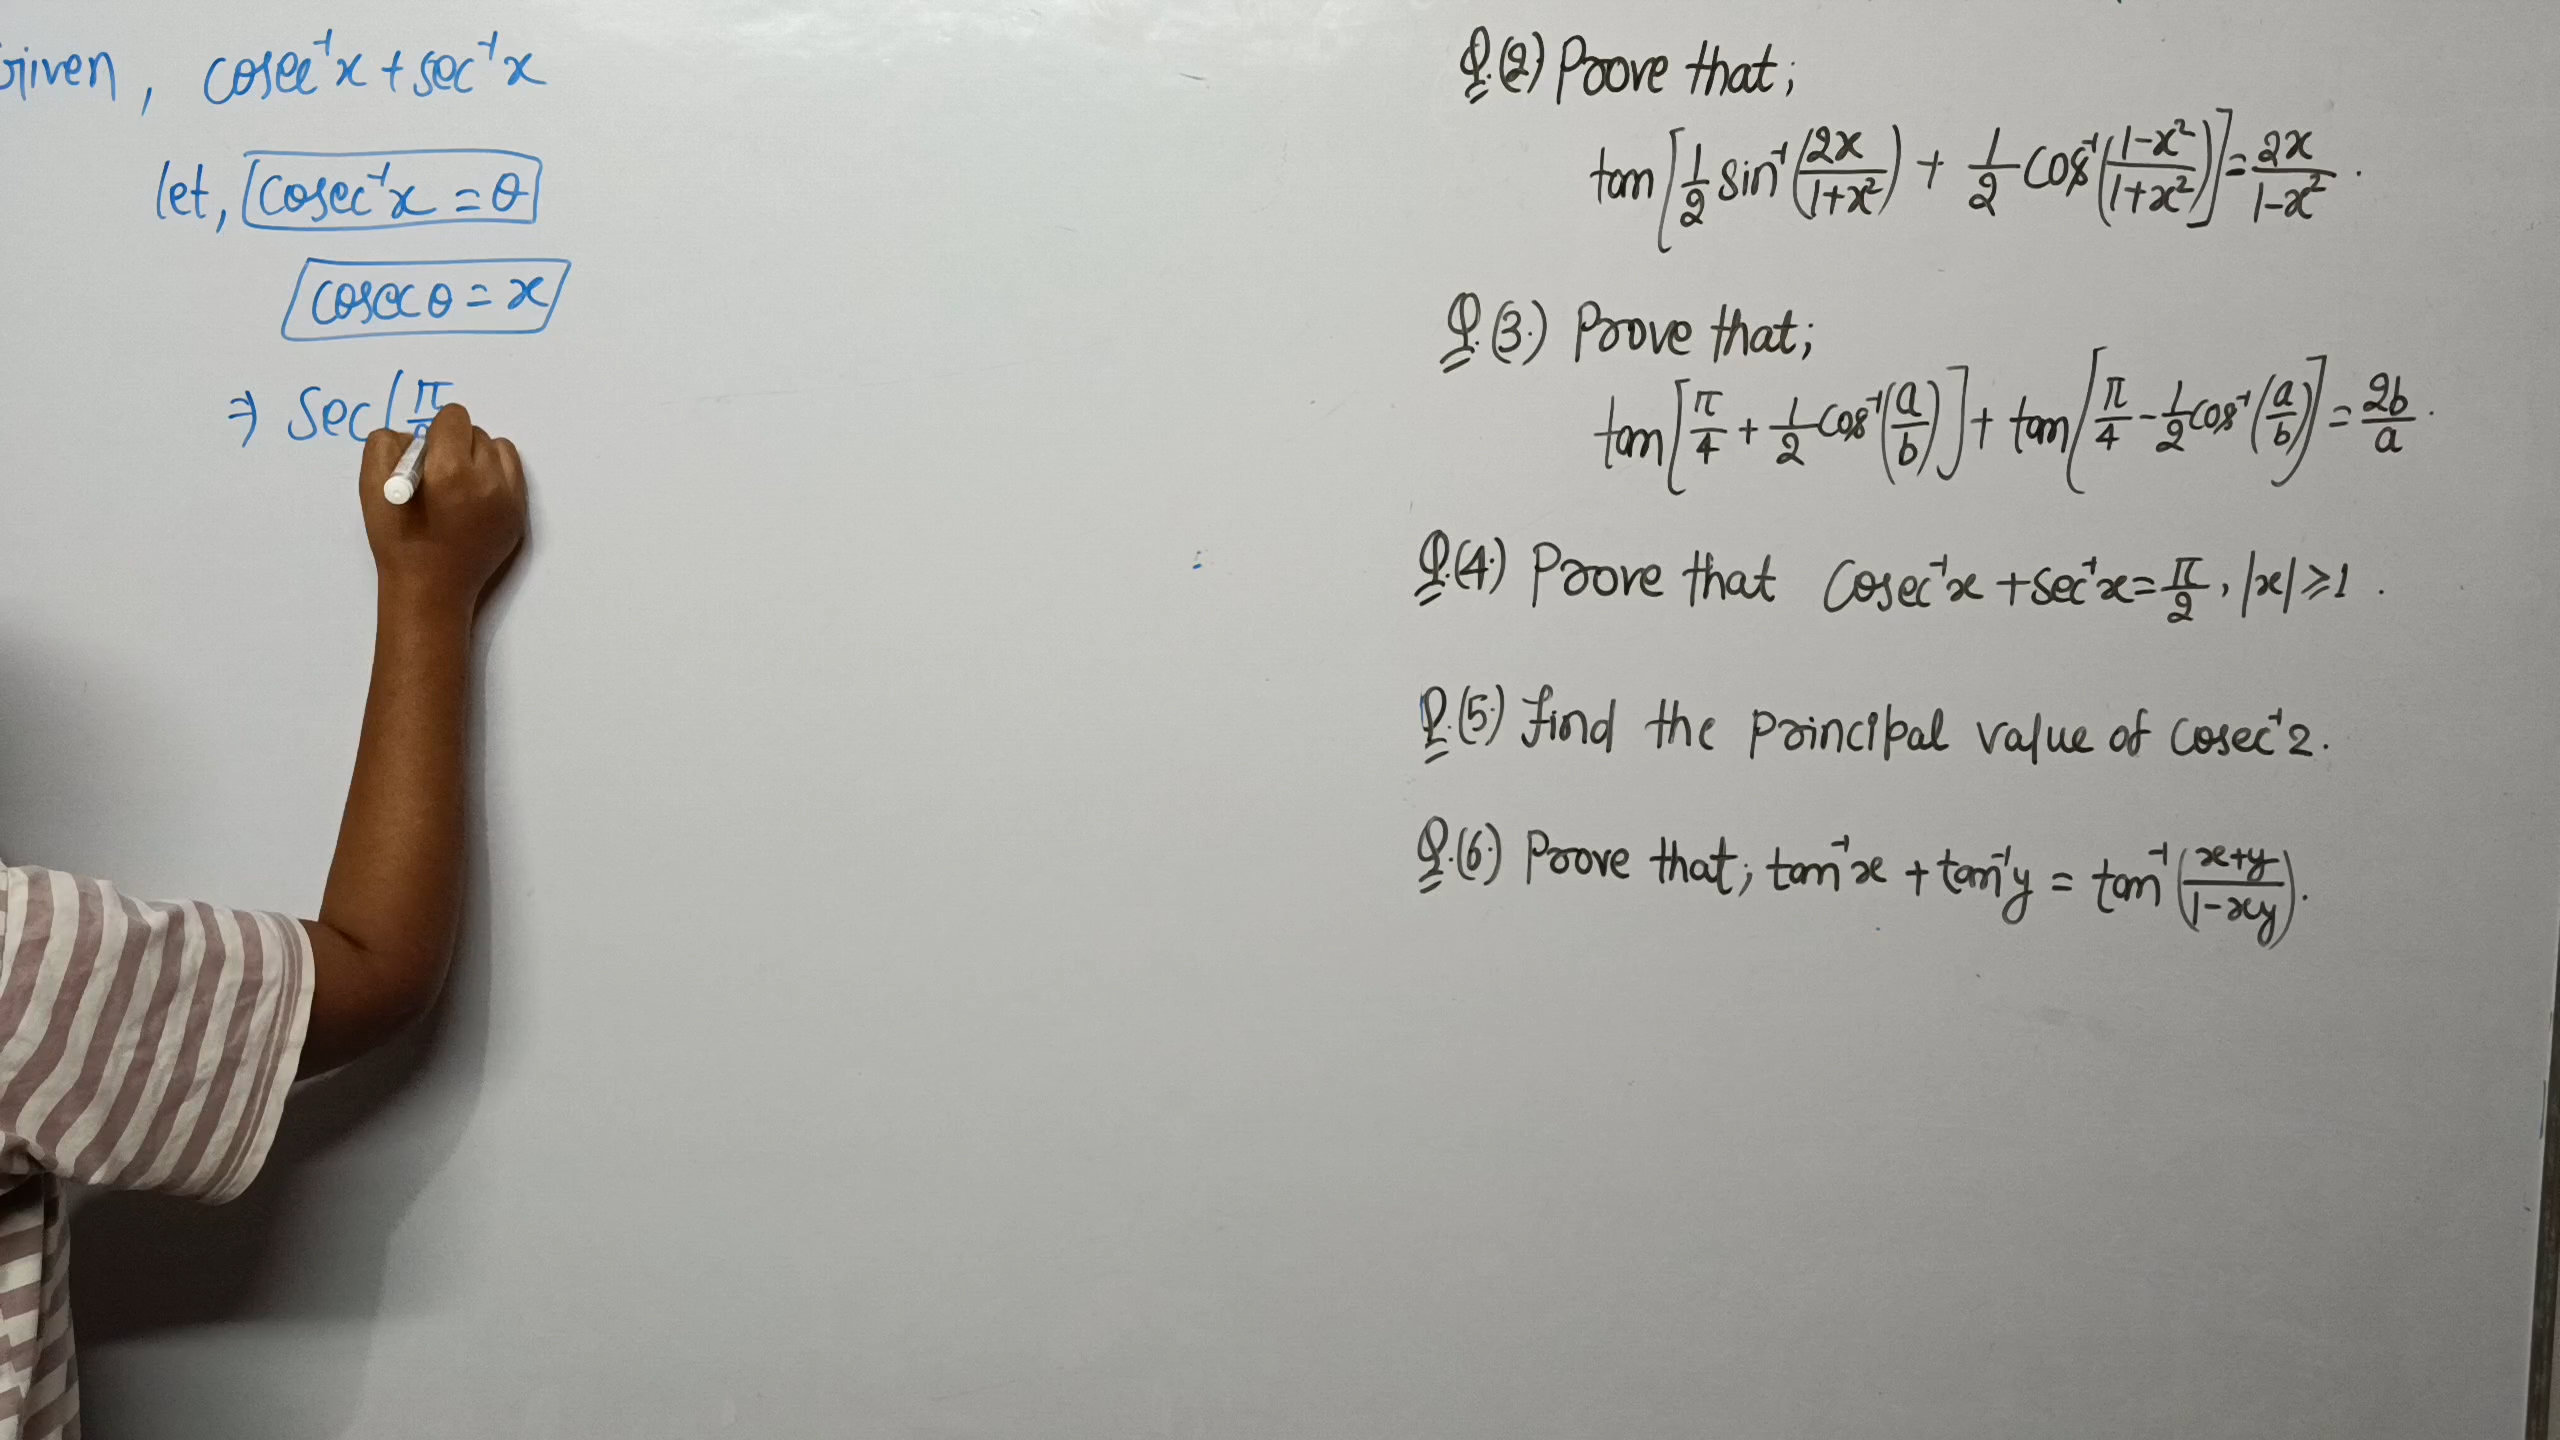 Given, cosec⁻¹x + sec⁻¹x
let, cosec⁻¹x = θ
cosec θ = x
⇒ sec(π
Q.(2) Prove that;
tan[1/2 sin⁻¹(2x/1+x²) + 1/2 cos⁻¹(1-x²/1+x²)] = 2x/1-x².
Q.(3.) Prove that;
tan[π/4 + 1/2 cos⁻¹(a/b)] + tan[π/4 - 1/2 cos⁻¹(a/b)] = 2b/a.
Q.(4.) Prove that cosec⁻¹x + sec⁻¹x = π/2, |x| ≥ 1.
Q.(5.) find the principal value of cosec⁻¹2.
Q.(6.) Prove that; tan⁻¹x + tan⁻¹y = tan⁻¹(x+y/1-xy).